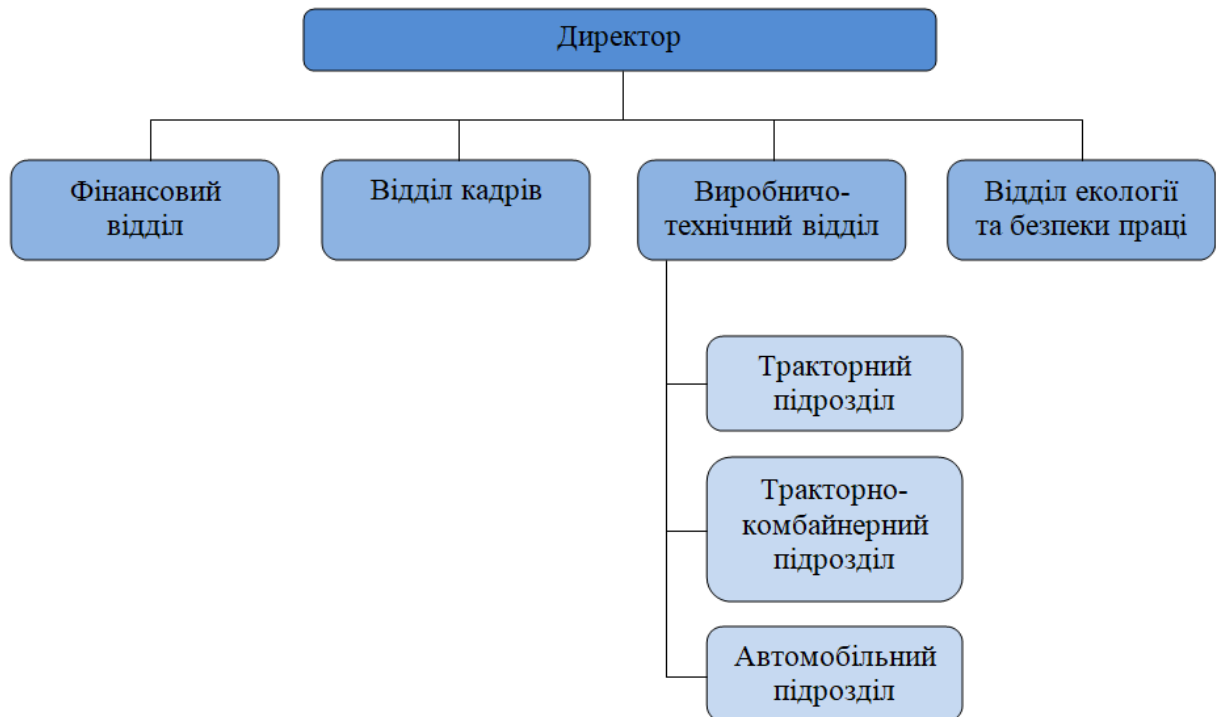 Директор
Фінансовий
відділ
Відділ кадрів
Виробничо-
технічний відділ
Відділ екології
та безпеки праці
Тракторний
підрозділ
Тракторно-
комбайнерний
підрозділ
Автомобільний
підрозділ